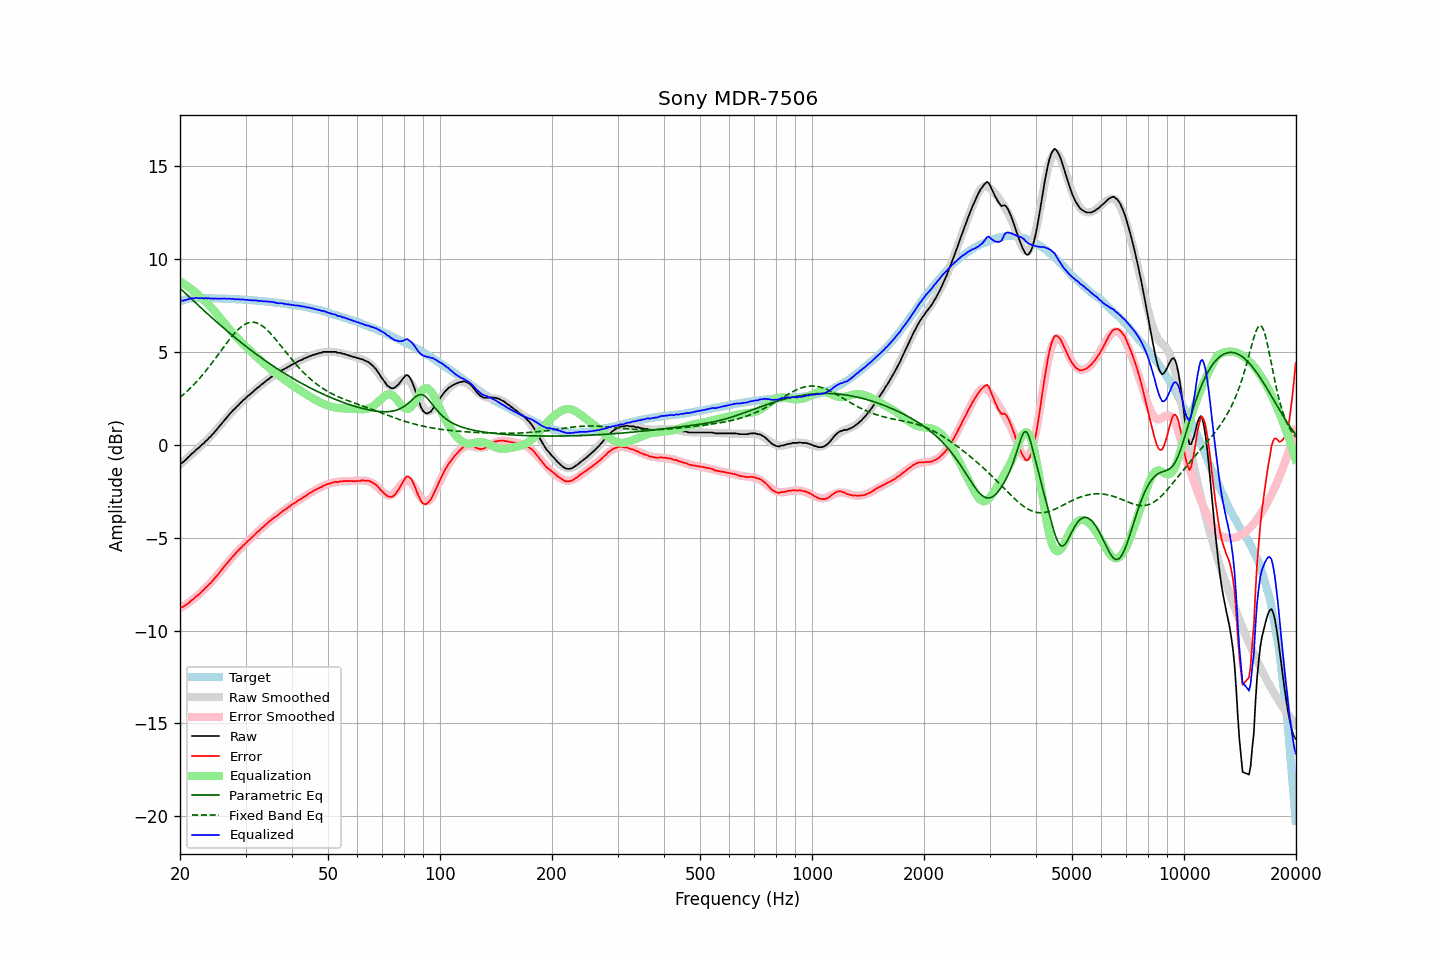 Sony MDR-7506
15
10
5
0
−5
−10
−15
−20
Amplitude (dBr)
Target
Raw Smoothed
Error Smoothed
Raw
Error
Equalization
Parametric Eq
Fixed Band Eq
Equalized
20 50 100 200 500 1000 2000 5000 10000 20000
Frequency (Hz)